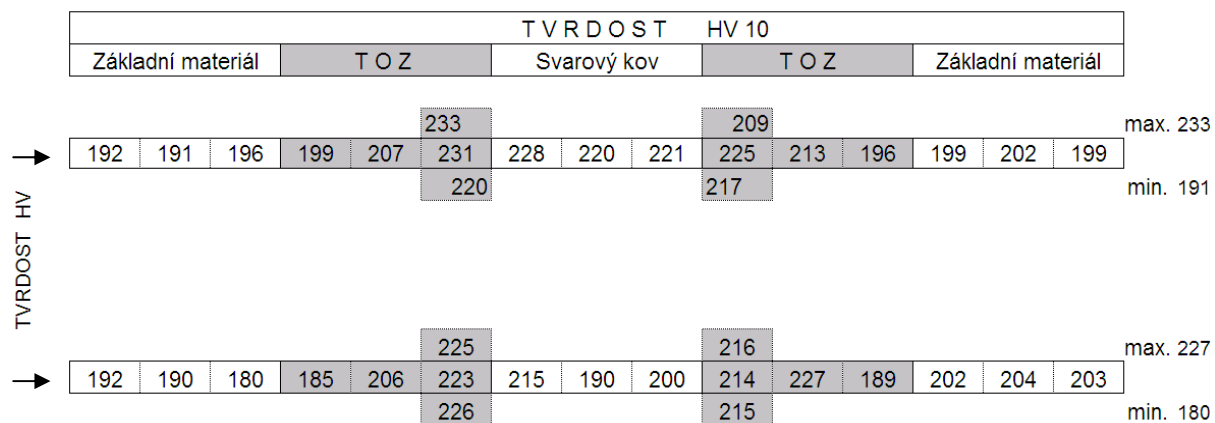 T V R D O S T HV 10
Základní materiál T O Z Svarový kov T O Z Základní materiál
233 209 max. 233
192 191 196 199 207 231 228 220 221 225 213 196 199 202 199
220 217 min. 191
TVRDOST HV
225 216 max. 227
192 190 180 185 206 223 215 190 200 214 227 189 202 204 203
226 215 min. 180